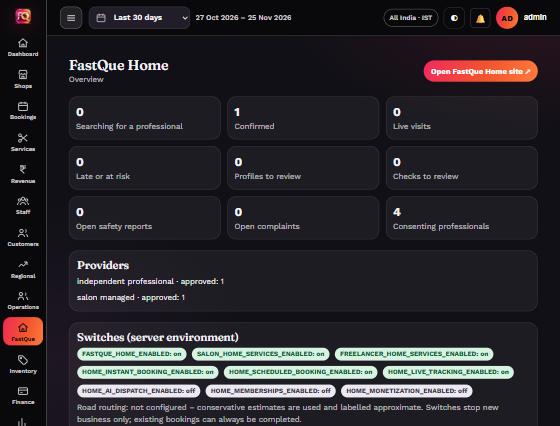 Last 30 days
27 Oct 2026 – 25 Nov 2026
All India · IST
AD
admin
Dashboard
Shops
Bookings
Services
Revenue
Staff
Customers
Regional
Operations
FastQue
Inventory
Finance
FastQue Home
Overview
Open FastQue Home site ↗
0
Searching for a professional
1
Confirmed
0
Live visits
0
Late or at risk
0
Profiles to review
0
Checks to review
0
Open safety reports
0
Open complaints
4
Consenting professionals
Providers
independent professional · approved: 1
salon managed · approved: 1
Switches (server environment)
FASTQUE_HOME_ENABLED: on
SALON_HOME_SERVICES_ENABLED: on
FREELANCER_HOME_SERVICES_ENABLED: on
HOME_INSTANT_BOOKING_ENABLED: on
HOME_SCHEDULED_BOOKING_ENABLED: on
HOME_LIVE_TRACKING_ENABLED: on
HOME_AI_DISPATCH_ENABLED: off
HOME_MEMBERSHIPS_ENABLED: off
HOME_MONETIZATION_ENABLED: off
Road routing: not configured – conservative estimates are used and labelled approximate. Switches stop new
business only; existing bookings can always be completed.